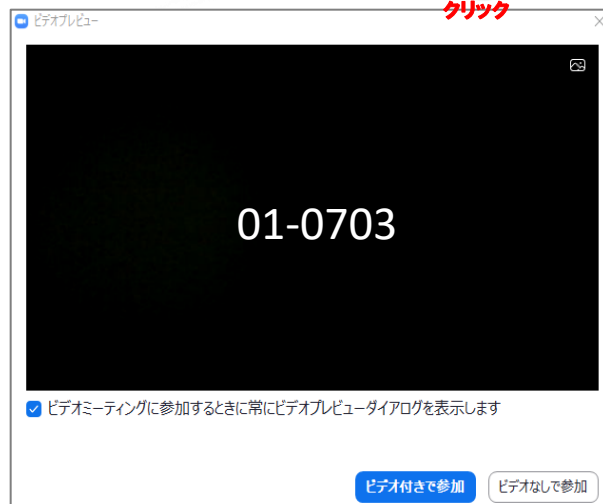 クリック
ビデオプレビュー
01-0703
ビデオミーティングに参加するときに常にビデオプレビューダイアログを表示します
ビデオ付きで参加
ビデオなしで参加